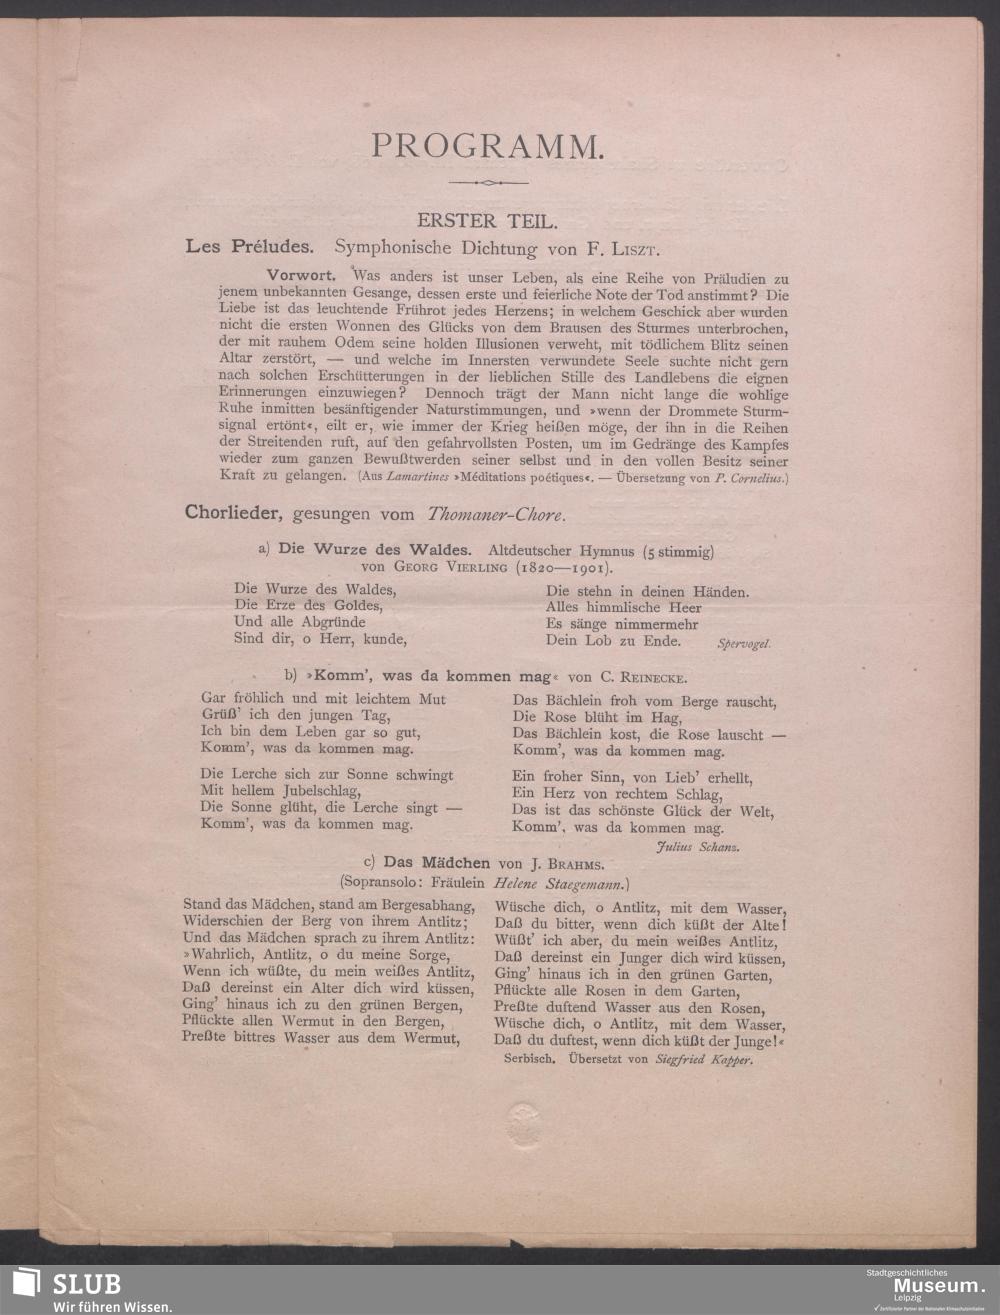 PROGRAMM.
ERSTER TEIL.
Les Préludes. Symphonische Dichtung von F. Liszt.
Vorwort. Was anders ist unser Leben, als eine Reihe von Präludien zu
jenem unbekannten Gesange, dessen erste und feierliche Note der Tod anstimmt? Die
Liebe ist das leuchtende Frührot jedes Herzens; in welchem Geschick aber wurden
nicht die ersten Wonnen des Glücks von dem Brausen des Sturmes unterbrochen,
der mit rauhem Odem seine holden Illusionen verweht, mit tödlichem Blitz seinen
Altar zerstört, — und welche im Innersten verwundete Seele suchte nicht gern
nach solchen Erschütterungen in der lieblichen Stille des Landlebens die eignen
Erinnerungen einzuwiegen? Dennoch trägt der Mann nicht lange die wohlige
Ruhe inmitten besänftigender Naturstimmungen, und »wenn der Drommete Sturm-
signal ertönt«, eilt er, wie immer der Krieg heißen möge, der ihn in die Reihen
der Streitenden ruft, auf den gefahrvollsten Posten, um im Gedränge des Kampfes
wieder zum ganzen Bewußtwerden seiner selbst und in den vollen Besitz seiner
Kraft zu gelangen. (Aus Lamartines »Méditations poétiques«. — Übersetzung von P. Cornelius.)
Chorlieder, gesungen vom Thomaner-Chore.
a) Die Wurze des Waldes. Altdeutscher Hymnus (5 stimmig)
von Georg Vierling (1820—1901).
Die Wurze des Waldes,
Die Erze des Goldes,
Und alle Abgründe
Sind dir, o Herr, kunde,
Die stehn in deinen Händen.
Alles himmlische Heer
Es sänge nimmermehr
Dein Lob zu Ende. Spervogel.
b) »Komm', was da kommen mag« von C. Reinecke.
Gar fröhlich und mit leichtem Mut
Grüß' ich den jungen Tag,
Ich bin dem Leben gar so gut,
Komm', was da kommen mag.
Die Lerche sich zur Sonne schwingt
Mit hellem Jubelschlag,
Die Sonne glüht, die Lerche singt —
Komm', was da kommen mag.
Das Bächlein froh vom Berge rauscht,
Die Rose blüht im Hag,
Das Bächlein kost, die Rose lauscht —
Komm', was da kommen mag.
Ein froher Sinn, von Lieb' erhellt,
Ein Herz von rechtem Schlag,
Das ist das schönste Glück der Welt,
Komm', was da kommen mag.
Julius Schanz.
c) Das Mädchen von J. Brahms.
(Sopransolo: Fräulein Helene Staegemann.)
Stand das Mädchen, stand am Bergesabhang,
Widerschien der Berg von ihrem Antlitz;
Und das Mädchen sprach zu ihrem Antlitz:
»Wahrlich, Antlitz, o du meine Sorge,
Wenn ich wüßte, du mein weißes Antlitz,
Daß dereinst ein Alter dich wird küssen,
Ging' hinaus ich zu den grünen Bergen,
Pflückte allen Wermut in den Bergen,
Preßte bittres Wasser aus dem Wermut,
Wüsche dich, o Antlitz, mit dem Wasser,
Daß du bitter, wenn dich küßt der Alte!
Wüßt' ich aber, du mein weißes Antlitz,
Daß dereinst ein Junger dich wird küssen,
Ging' hinaus ich in den grünen Garten,
Pflückte alle Rosen in dem Garten,
Preßte duftend Wasser aus den Rosen,
Wüsche dich, o Antlitz, mit dem Wasser,
Daß du duftest, wenn dich küßt der Junge!«
Serbisch. Übersetzt von Siegfried Kapper.
SLUB
Wir führen Wissen.
Stadtgeschichtliches
Museum.
Leipzig
Zertifizierter Partner der Nationalen Klimaschutzinitiative